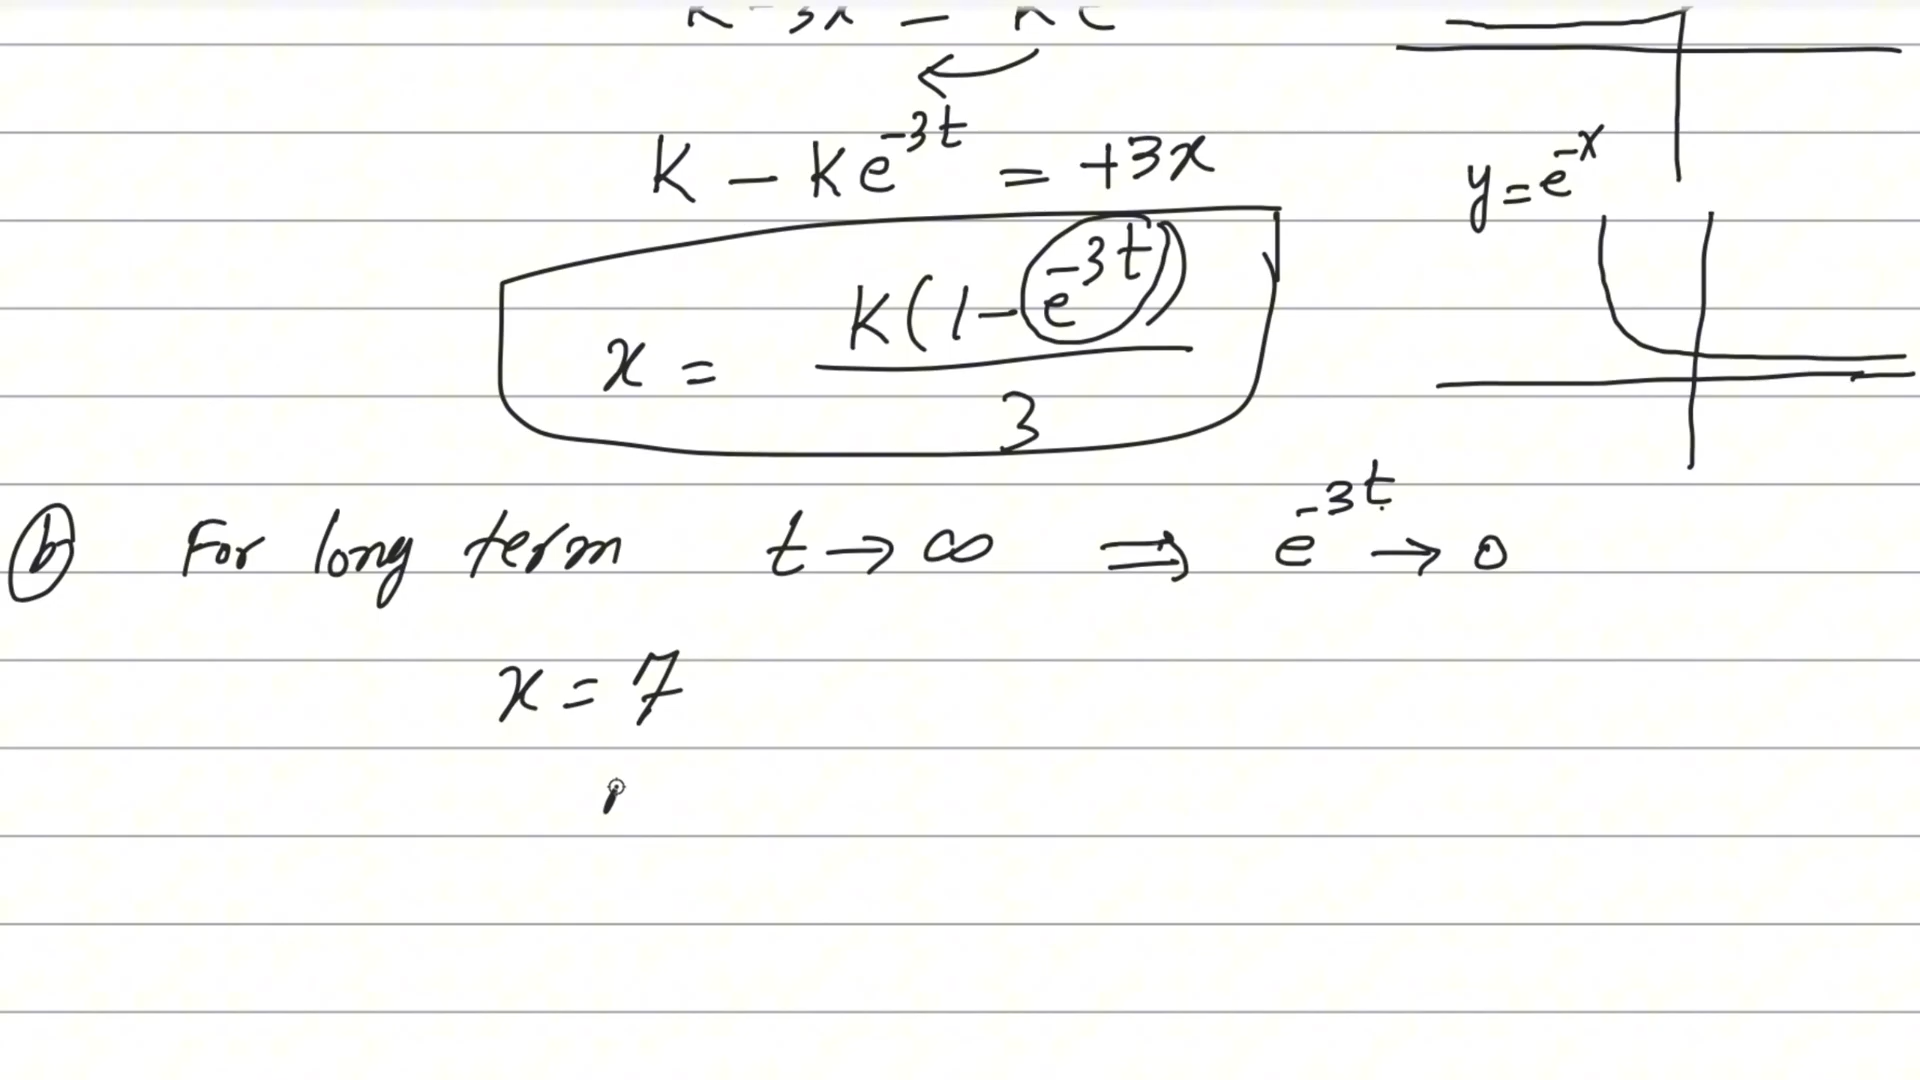 K - Ke^{-3t} = +3x
y = e^{-x}
x = K(1 - e^{-3t}) / 3
(b) For long term t → ∞ ⇒ e^{-3t} → 0
x = 7